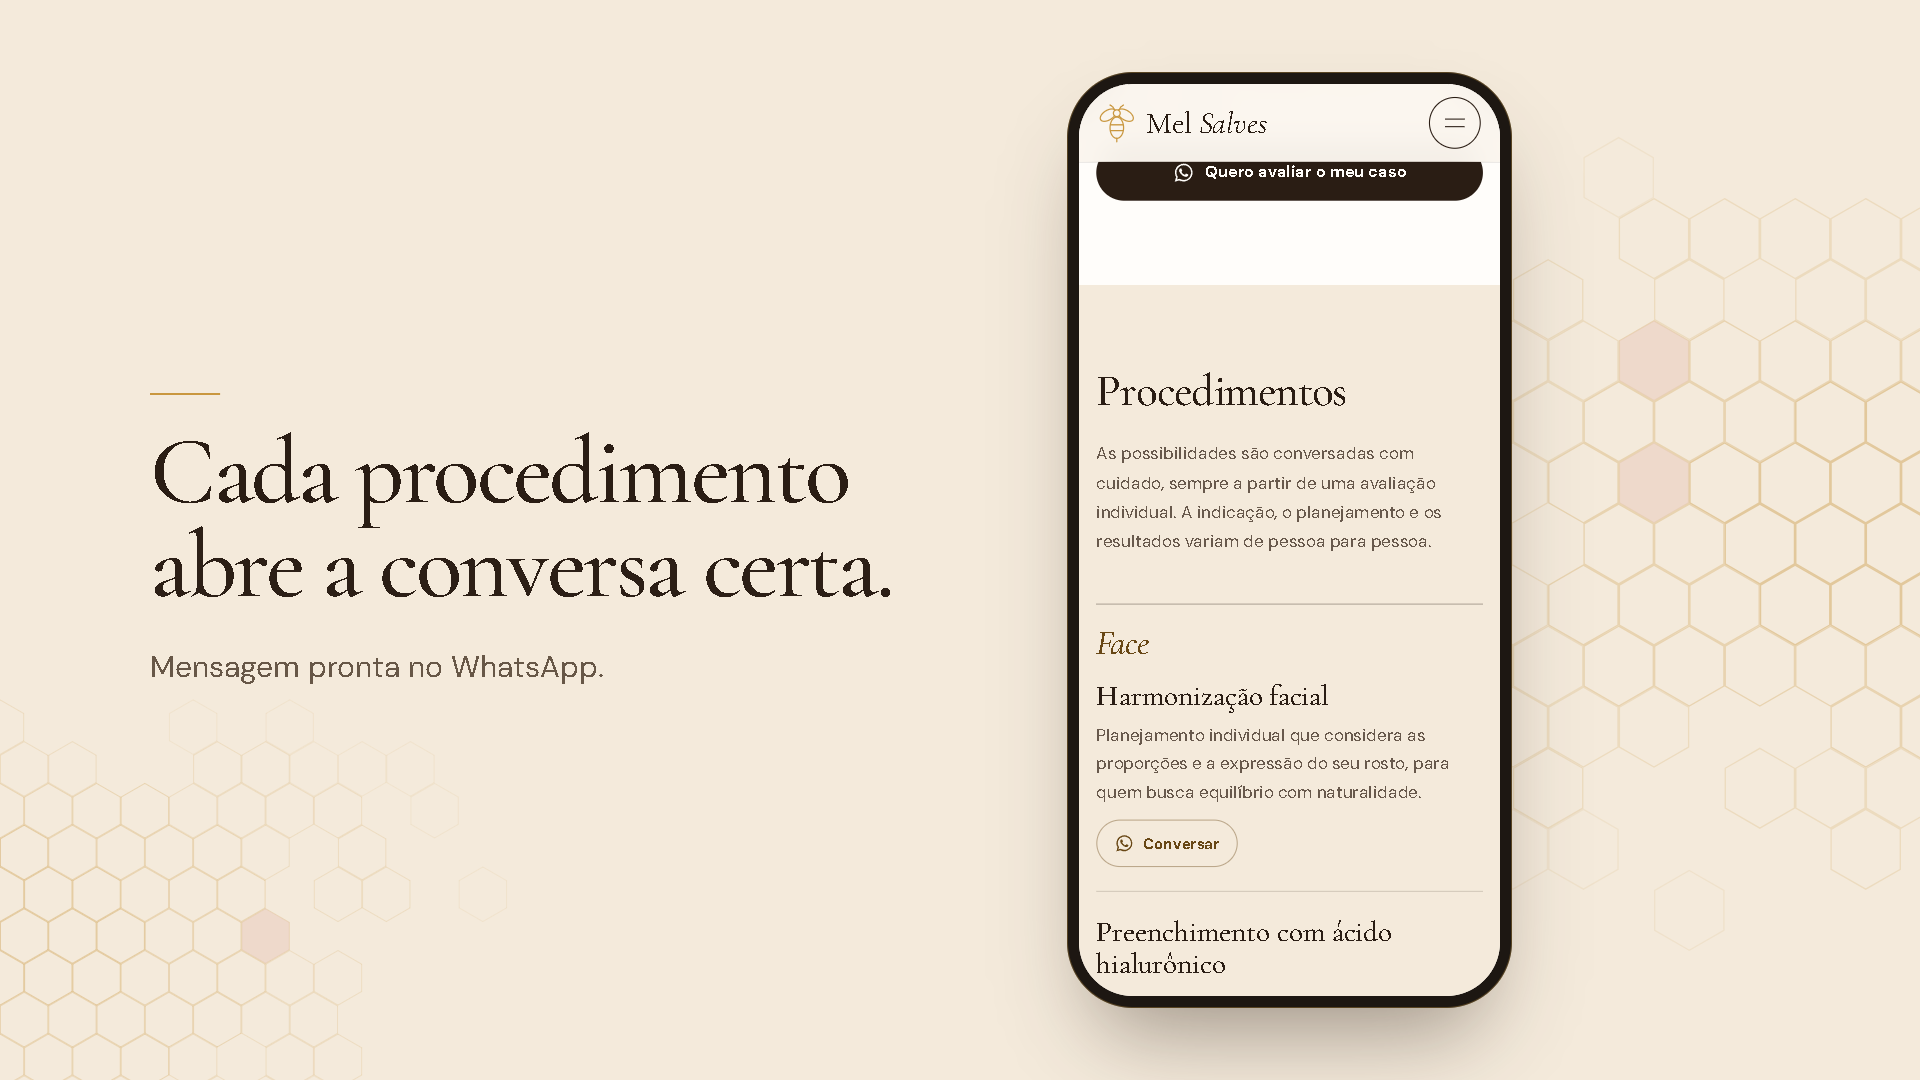 Cada procedimento
abre a conversa certa.
Mensagem pronta no WhatsApp.
Mel Salves
Quero avaliar o meu caso
Procedimentos
As possibilidades são conversadas com
cuidado, sempre a partir de uma avaliação
individual. A indicação, o planejamento e os
resultados variam de pessoa para pessoa.
Face
Harmonização facial
Planejamento individual que considera as
proporções e a expressão do seu rosto, para
quem busca equilíbrio com naturalidade.
Conversar
Preenchimento com ácido
hialurônico